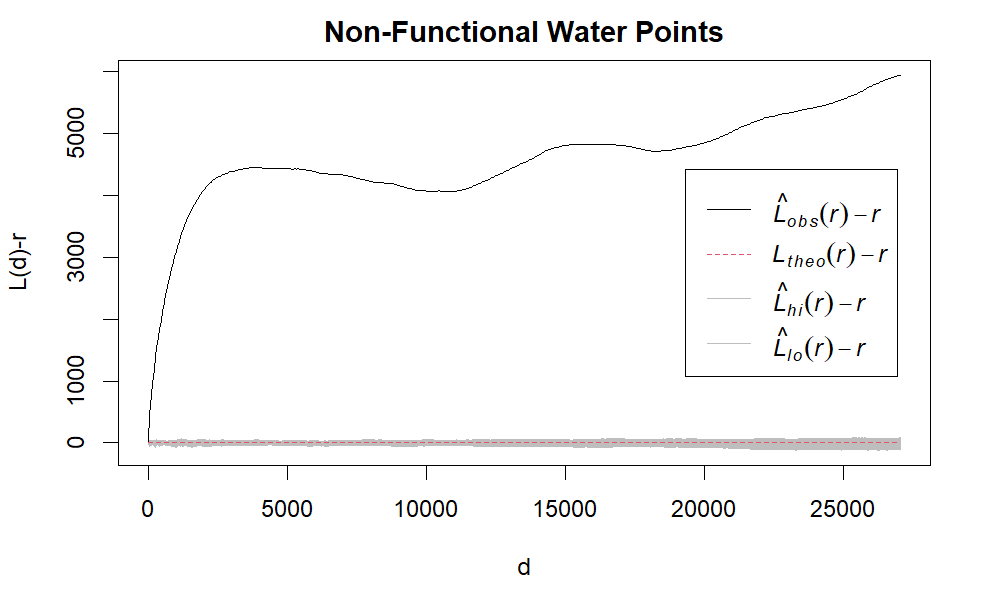 Non-Functional Water Points
L(d)-r
5000
3000
1000
0
L̂obs(r)−r
Ltheo(r)−r
L̂hi(r)−r
L̂lo(r)−r
0 5000 10000 15000 20000 25000
d